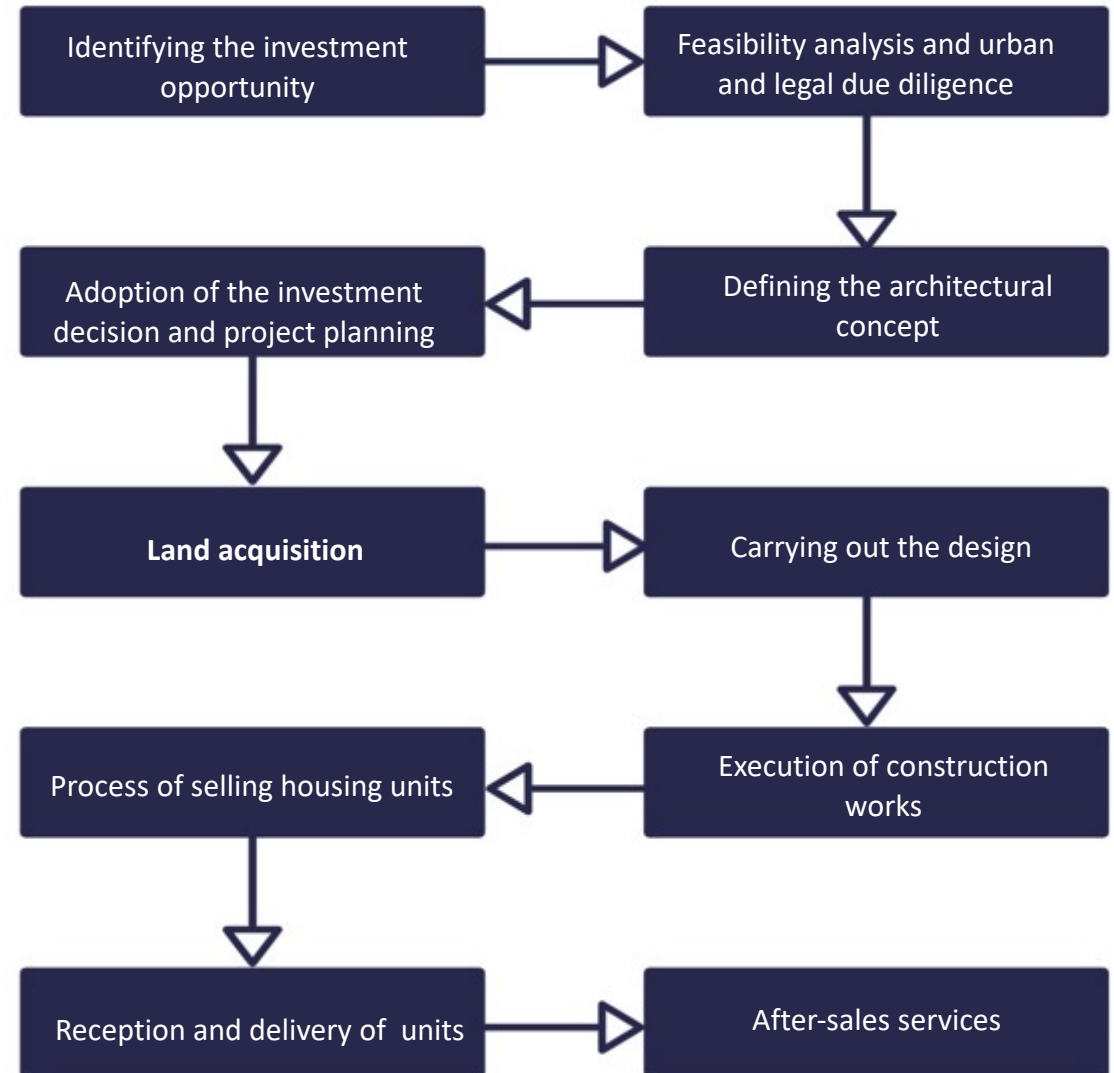 Identifying the investment
opportunity
Feasibility analysis and urban
and legal due diligence
Defining the architectural
concept
Adoption of the investment
decision and project planning
Land acquisition
Carrying out the design
Execution of construction
works
Process of selling housing units
Reception and delivery of units
After-sales services